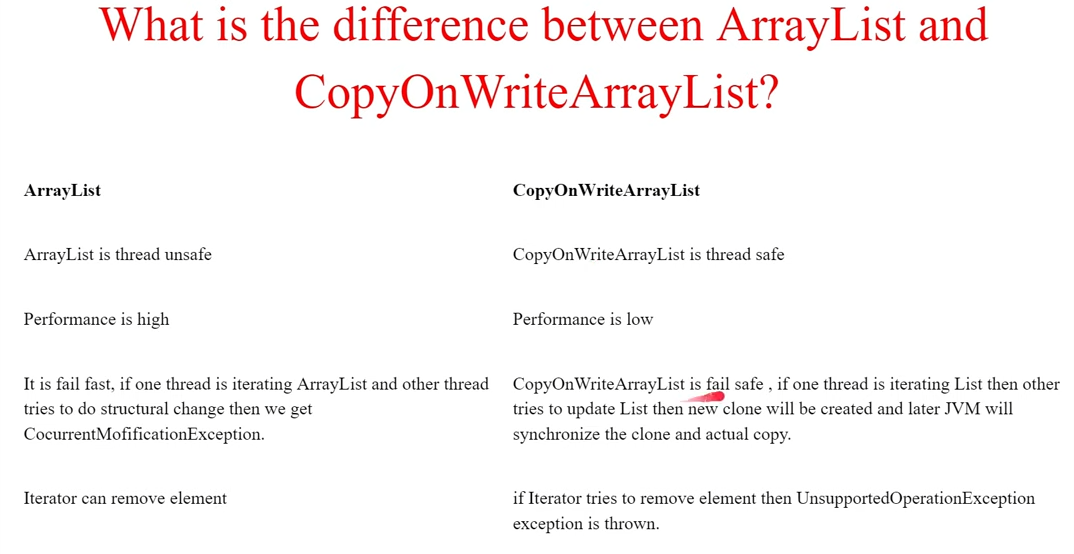 What is the difference between ArrayList and
CopyOnWriteArrayList?
ArrayList
CopyOnWriteArrayList
ArrayList is thread unsafe
CopyOnWriteArrayList is thread safe
Performance is high
Performance is low
It is fail fast, if one thread is iterating ArrayList and other thread
tries to do structural change then we get
CocurrentMofificationException.
CopyOnWriteArrayList is fail safe , if one thread is iterating List then other
tries to update List then new clone will be created and later JVM will
synchronize the clone and actual copy.
Iterator can remove element
if Iterator tries to remove element then UnsupportedOperationException
exception is thrown.